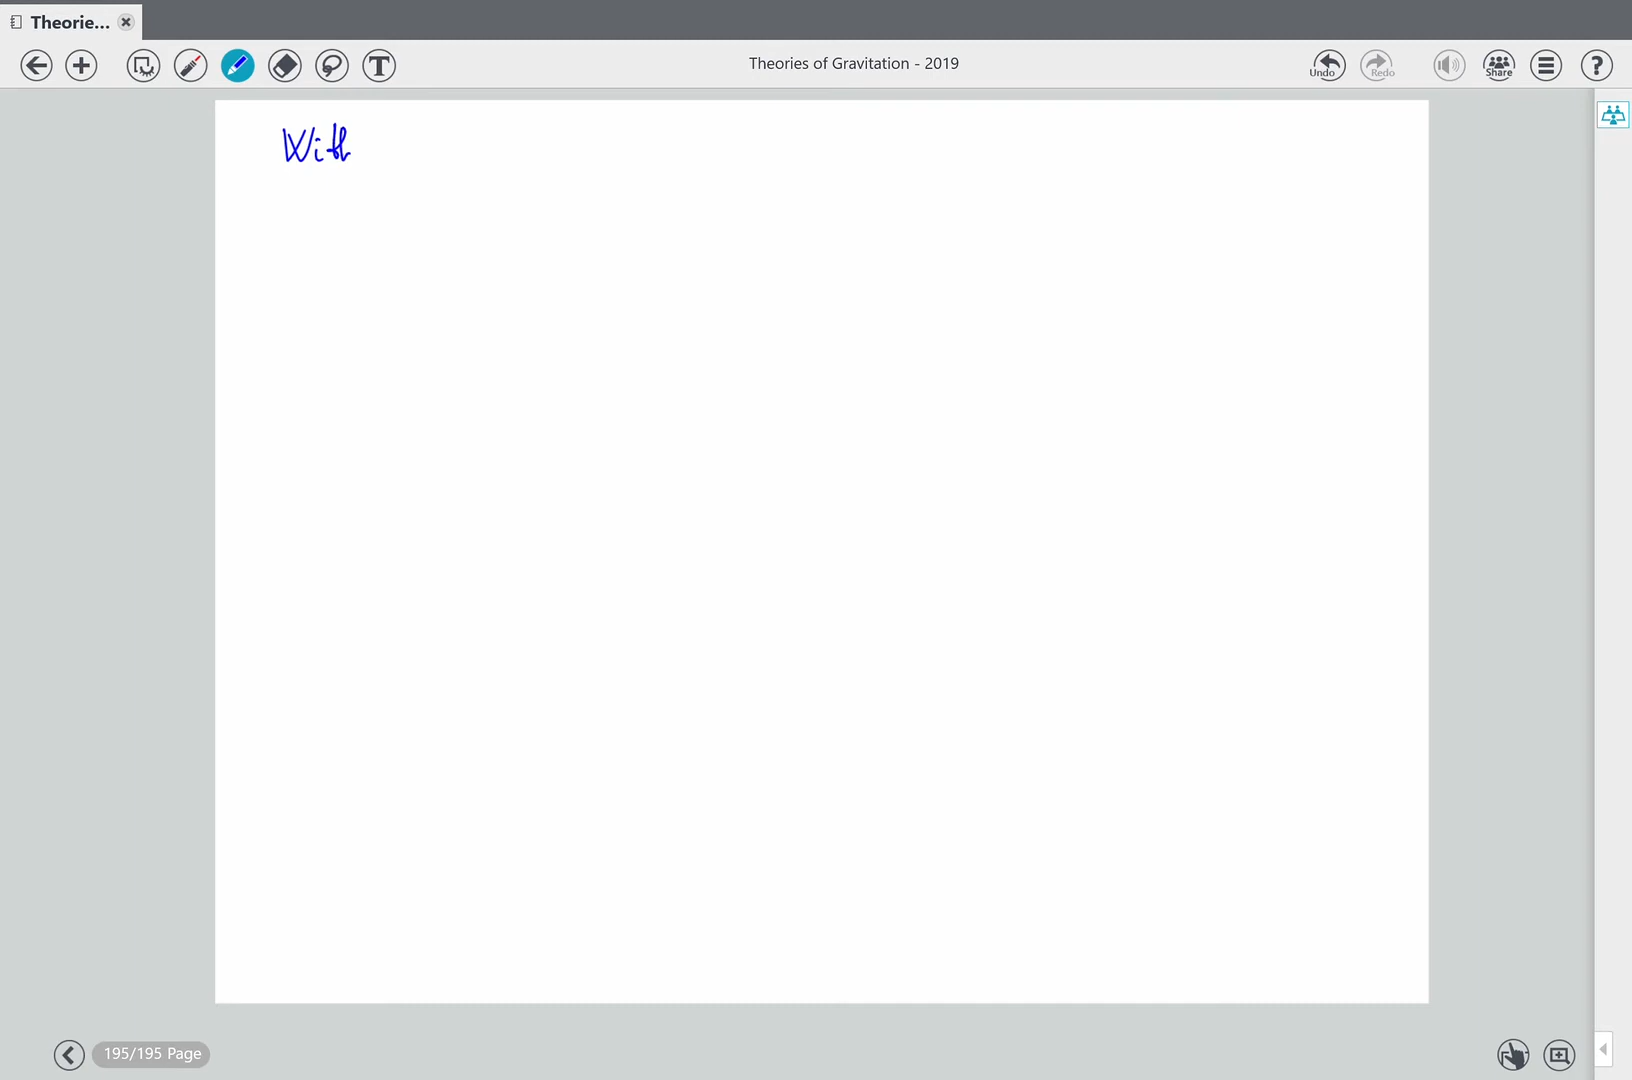 Theorie...
Theories of Gravitation - 2019
Undo
Redo
Share
?
T
With
195/195 Page